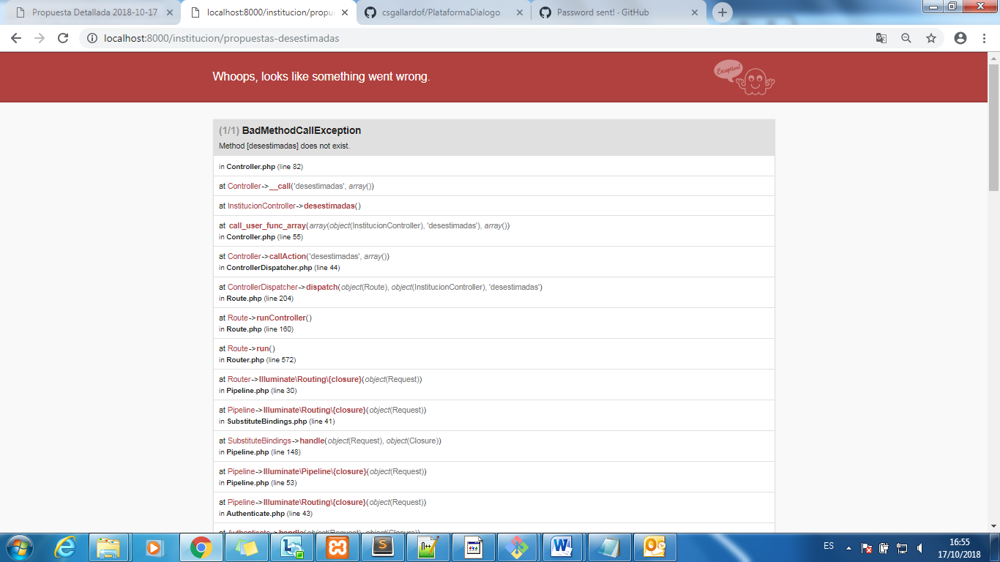 Propuesta Detallada 2018-10-17
localhost:8000/institucion/propu
csgallardof/PlataformaDialogo
Password sent! · GitHub
localhost:8000/institucion/propuestas-desestimadas
Whoops, looks like something went wrong.
Exception!
(1/1) BadMethodCallException
Method [desestimadas] does not exist.
in Controller.php (line 82)
at Controller->__call('desestimadas', array())
at InstitucionController->desestimadas()
at call_user_func_array(array(object(InstitucionController), 'desestimadas'), array())
in Controller.php (line 55)
at Controller->callAction('desestimadas', array())
in ControllerDispatcher.php (line 44)
at ControllerDispatcher->dispatch(object(Route), object(InstitucionController), 'desestimadas')
in Route.php (line 204)
at Route->runController()
in Route.php (line 160)
at Route->run()
in Router.php (line 572)
at Router->Illuminate\Routing\{closure}(object(Request))
in Pipeline.php (line 30)
at Pipeline->Illuminate\Routing\{closure}(object(Request))
in SubstituteBindings.php (line 41)
at SubstituteBindings->handle(object(Request), object(Closure))
in Pipeline.php (line 148)
at Pipeline->Illuminate\Pipeline\{closure}(object(Request))
in Pipeline.php (line 53)
at Pipeline->Illuminate\Routing\{closure}(object(Request))
in Authenticate.php (line 43)
at Authenticate->handle(object(Request), object(Closure))
ES
16:55
17/10/2018